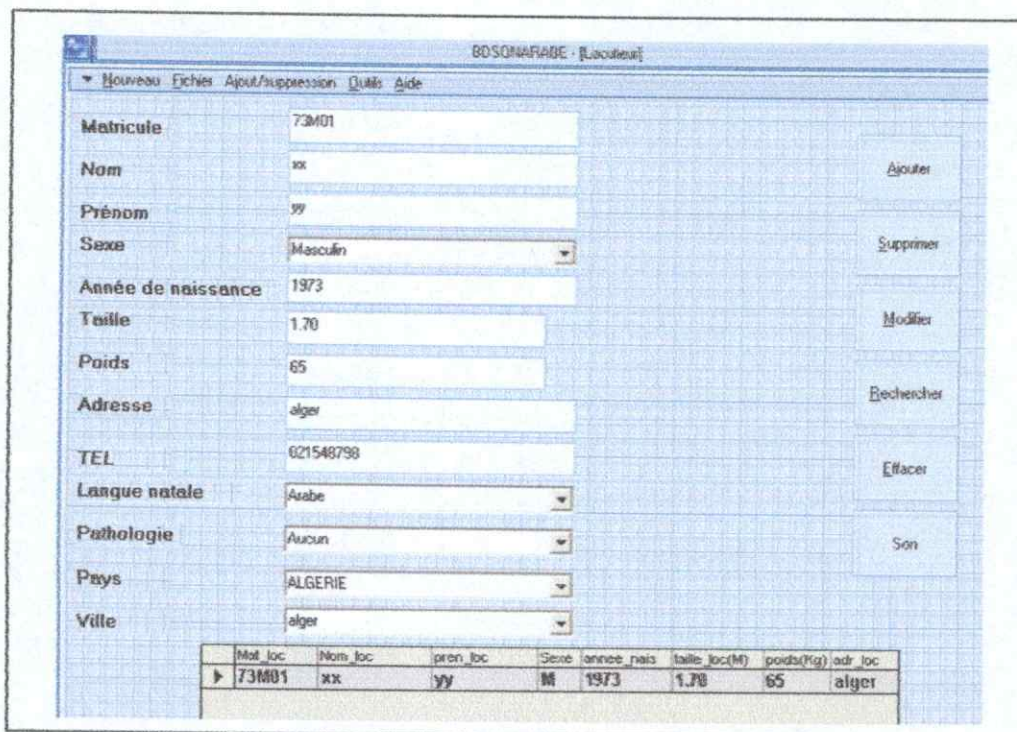 BDSONARABE - [Locuteur]
Nouveau Fichier Ajout/suppression Outils Aide
Matricule 73M01
Nom xx
Prénom yy
Sexe Masculin
Année de naissance 1973
Taille 1.70
Poids 65
Adresse alger
TEL 021548798
Langue natale Arabe
Pathologie Aucun
Pays ALGERIE
Ville alger
Ajouter
Supprimer
Modifier
Rechercher
Effacer
Son
Mat_loc Nom_loc pren_loc Sexe annee_nais taille_loc(M) poids(Kg) adr_loc
73M01 xx yy M 1973 1.70 65 alger